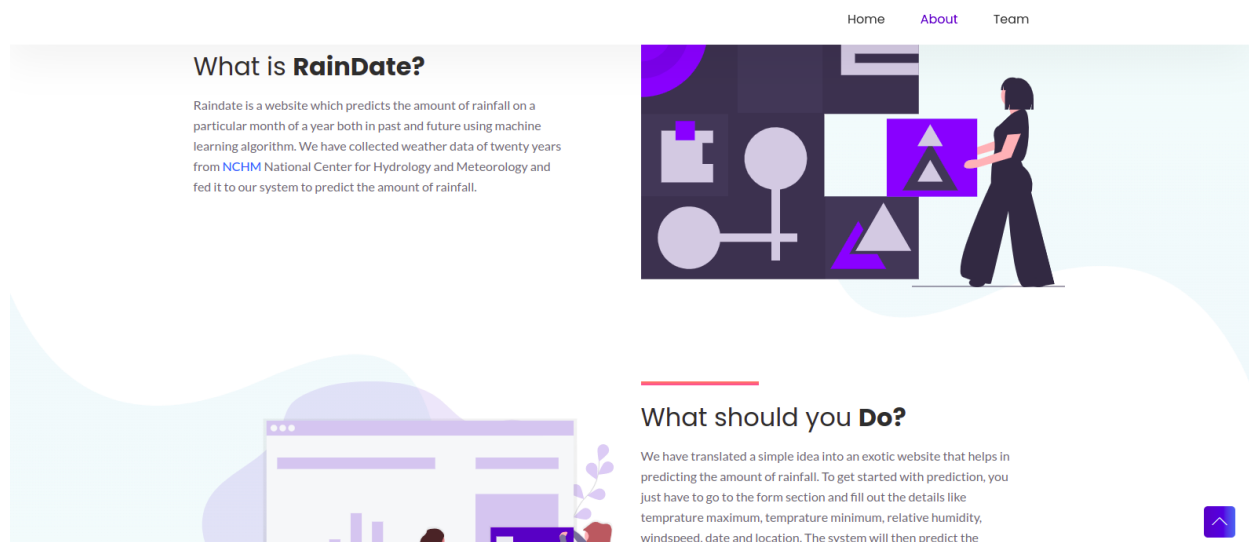 Home About Team
What is RainDate?
Raindate is a website which predicts the amount of rainfall on a
particular month of a year both in past and future using machine
learning algorithm. We have collected weather data of twenty years
from NCHM National Center for Hydrology and Meteorology and
fed it to our system to predict the amount of rainfall.
What should you Do?
We have translated a simple idea into an exotic website that helps in
predicting the amount of rainfall. To get started with prediction, you
just have to go to the form section and fill out the details like
temprature maximum, temprature minimum, relative humidity,
windspeed, date and location. The system will then predict the